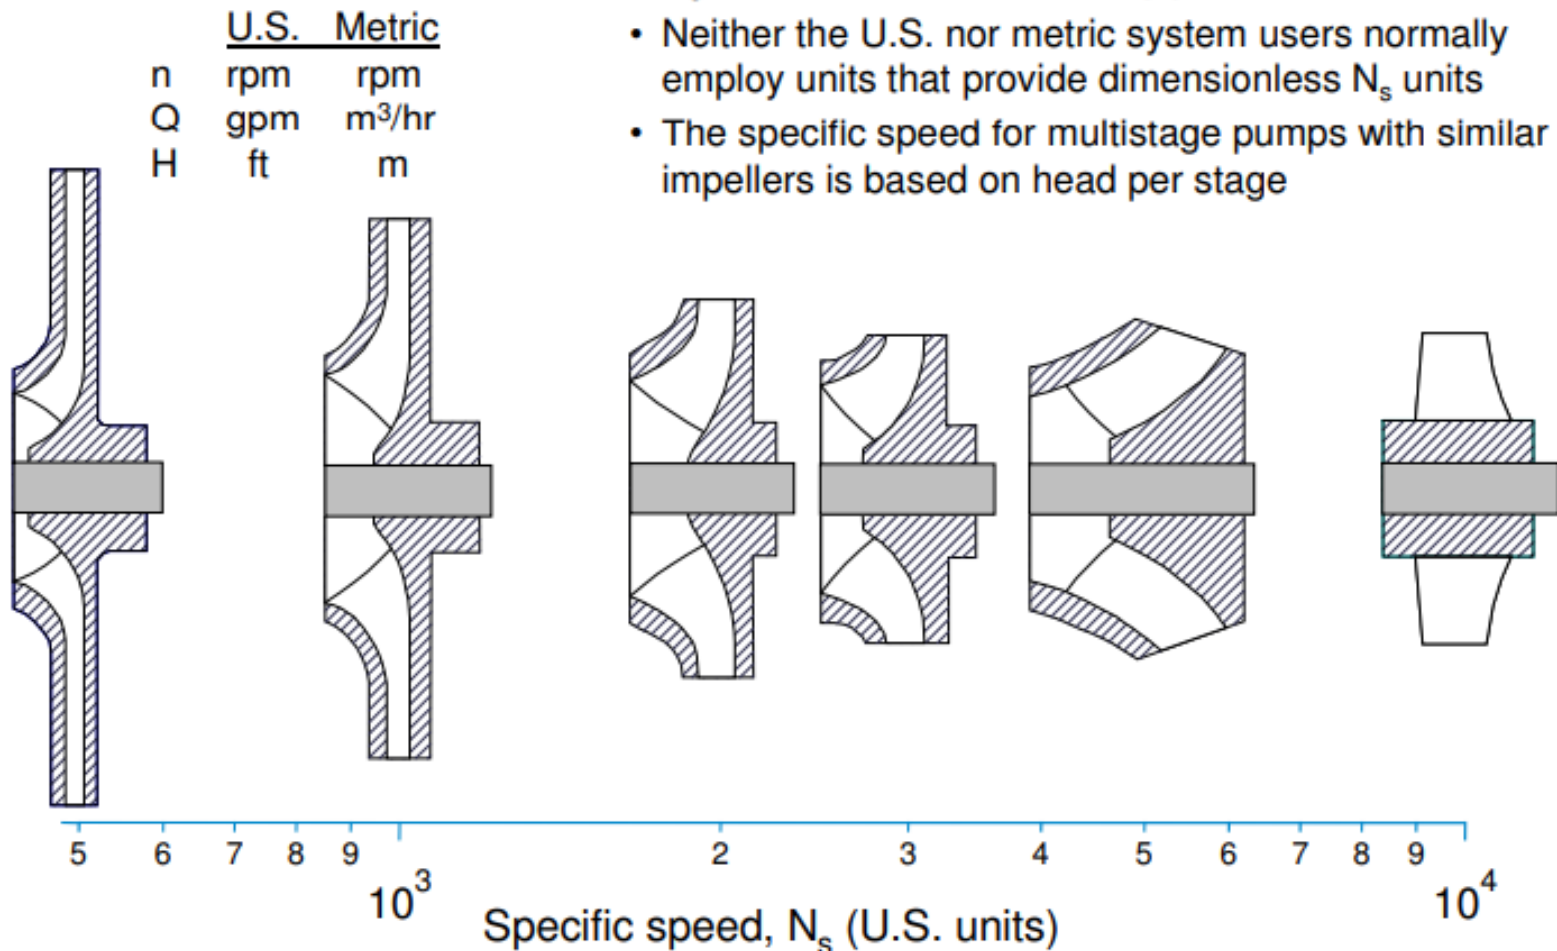 U.S. Metric
n rpm rpm
Q gpm m³/hr
H ft m
• Neither the U.S. nor metric system users normally
employ units that provide dimensionless Nₛ units
• The specific speed for multistage pumps with similar
impellers is based on head per stage
5 6 7 8 9 2 3 4 5 6 7 8 9
10³ 10⁴
Specific speed, Nₛ (U.S. units)